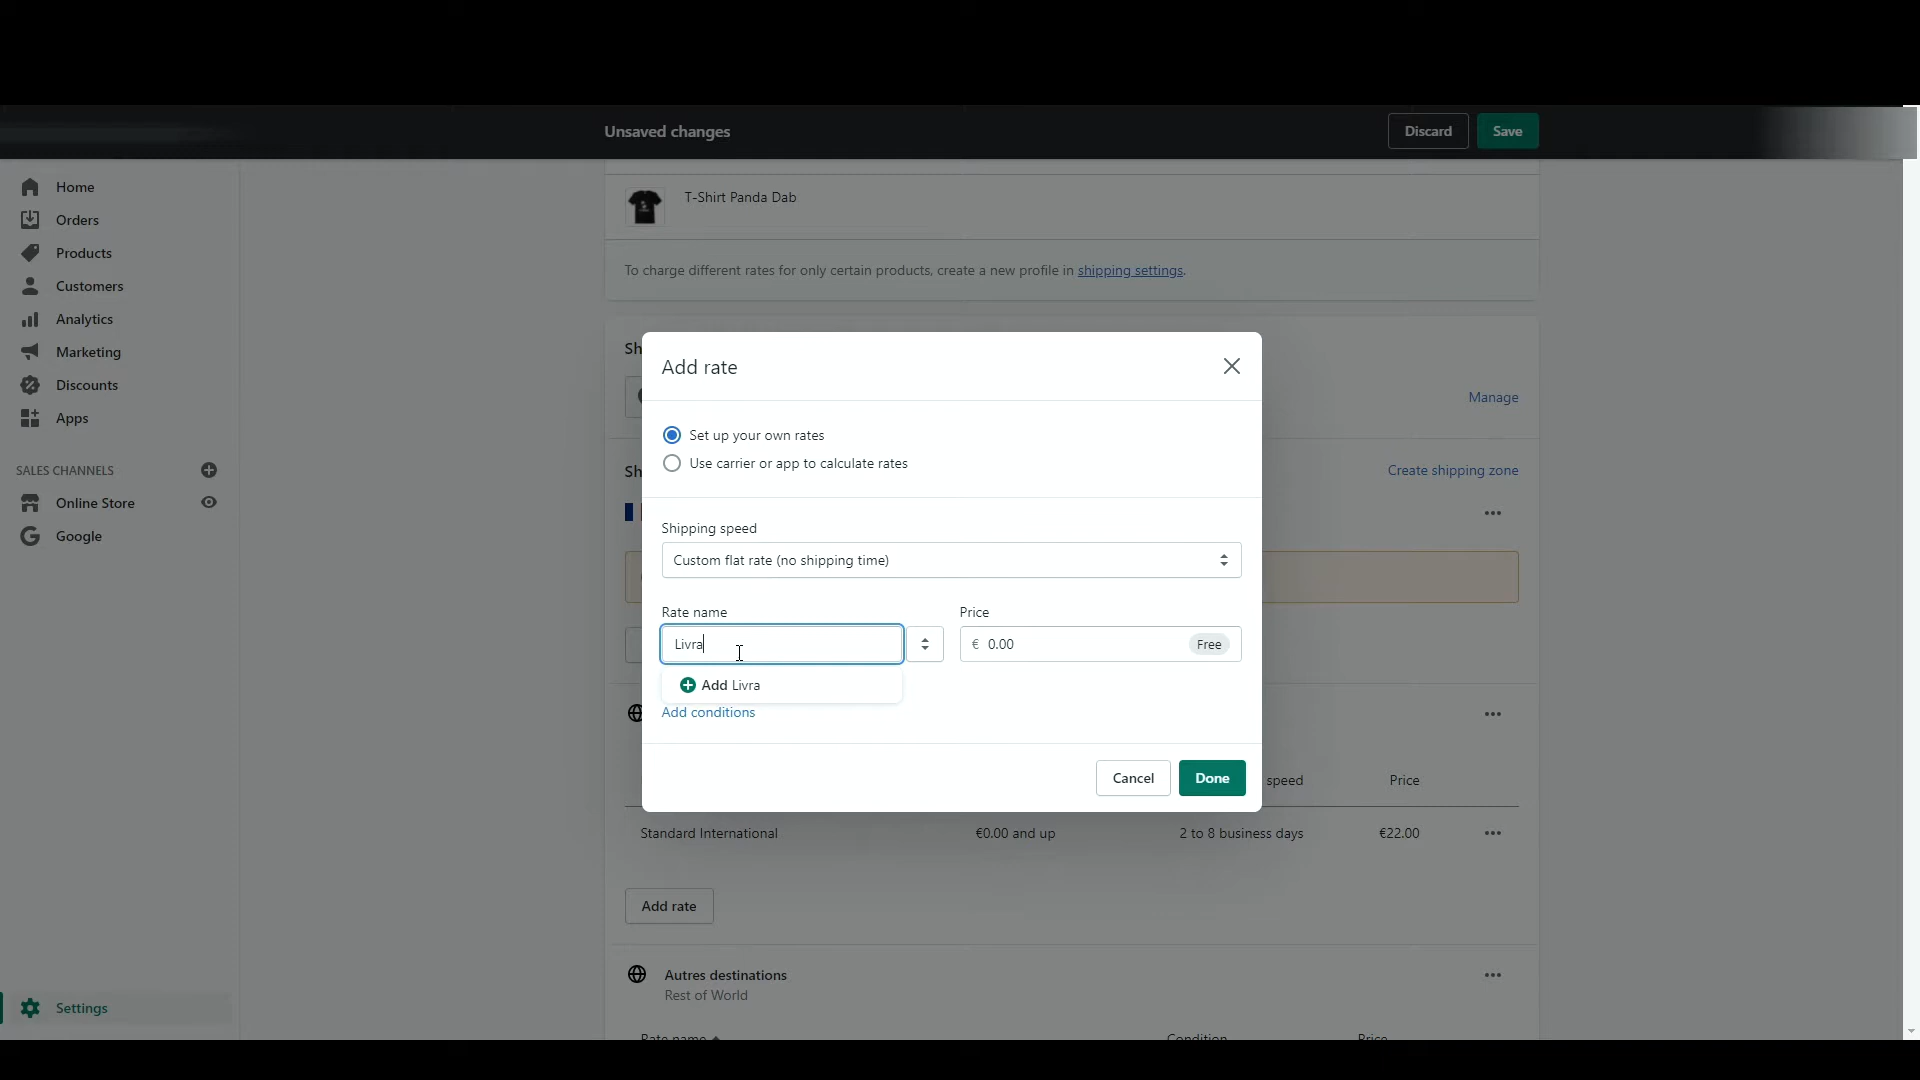 Unsaved changes
Discard
Save
Home
Orders
Products
Customers
Analytics
Marketing
Discounts
Apps
SALES CHANNELS
Online Store
Google
Settings
T-Shirt Panda Dab
To charge different rates for only certain products, create a new profile in shipping settings.
Sh
Manage
Sh
Create shipping zone
Add rate
Set up your own rates
Use carrier or app to calculate rates
Shipping speed
Custom flat rate (no shipping time)
Rate name
Price
Livra
€ 0.00
Free
Add Livra
Add conditions
Cancel
Done
speed
Price
Standard International
€0.00 and up
2 to 8 business days
€22.00
Add rate
Autres destinations
Rest of World
Rate name
Condition
Price